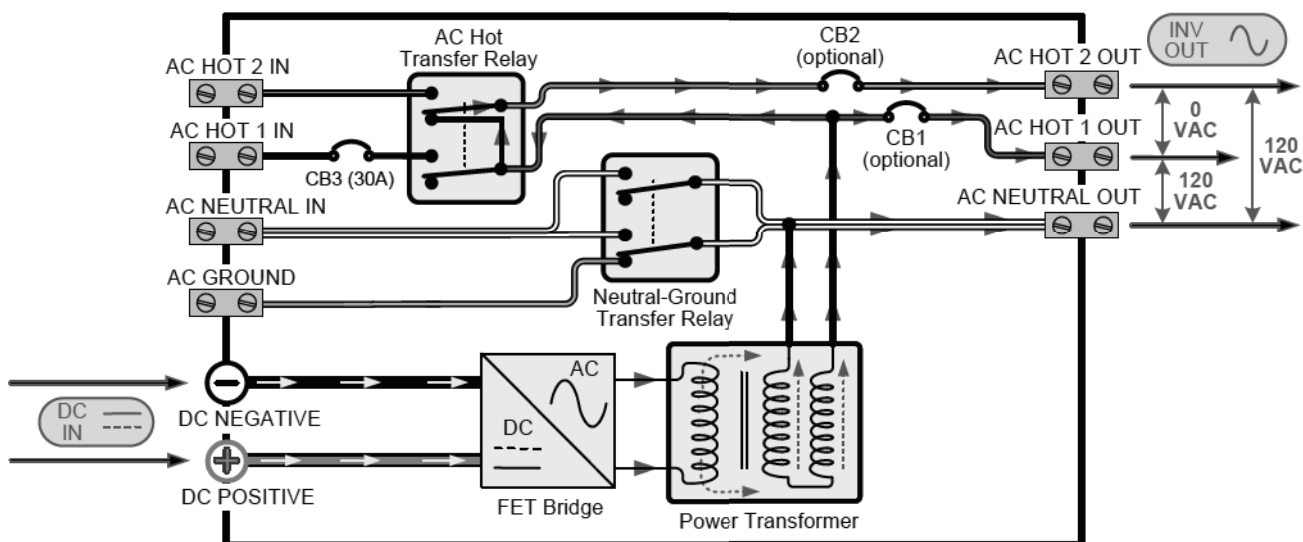 AC Hot
Transfer Relay
CB2
(optional)
INV
OUT
AC HOT 2 IN
AC HOT 2 OUT
AC HOT 1 IN
CB3 (30A)
CB1
(optional)
AC HOT 1 OUT
0
VAC
120
VAC
120
VAC
AC NEUTRAL IN
AC NEUTRAL OUT
AC GROUND
Neutral-Ground
Transfer Relay
DC NEGATIVE
DC
IN
DC POSITIVE
AC
DC
FET Bridge
Power Transformer